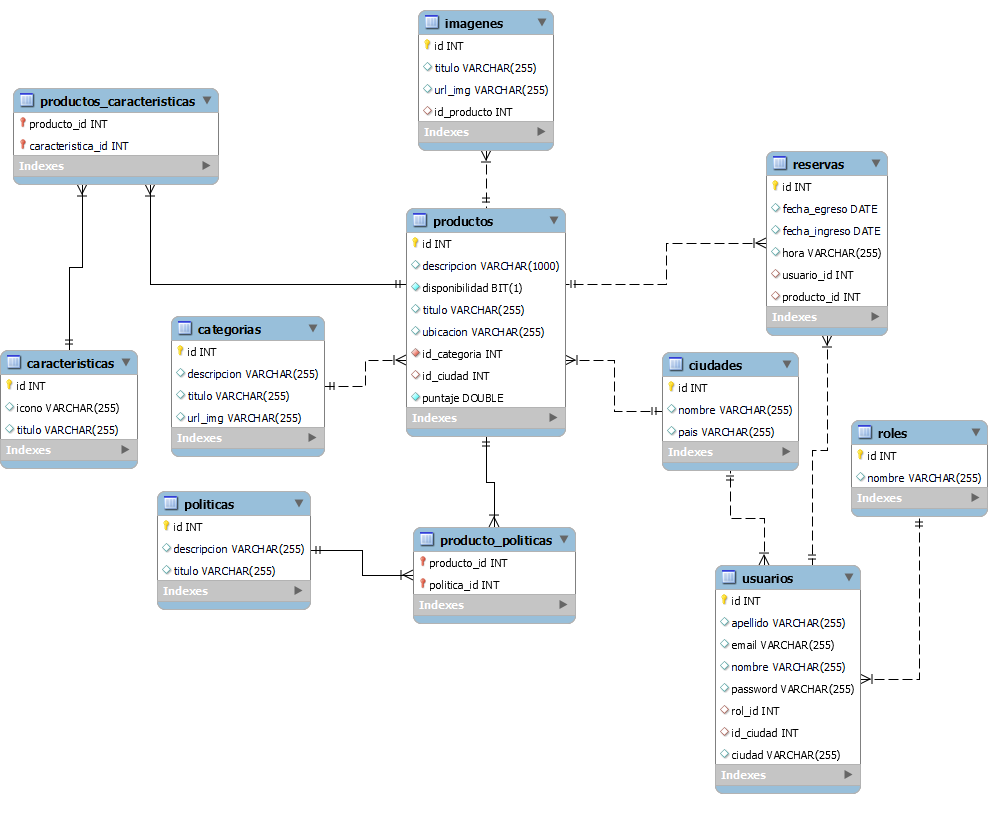 imagenes
id INT
titulo VARCHAR(255)
url_img VARCHAR(255)
id_producto INT
Indexes
productos_caracteristicas
producto_id INT
caracteristica_id INT
Indexes
reservas
id INT
fecha_egreso DATE
fecha_ingreso DATE
hora VARCHAR(255)
usuario_id INT
producto_id INT
Indexes
productos
id INT
descripcion VARCHAR(1000)
disponibilidad BIT(1)
titulo VARCHAR(255)
ubicacion VARCHAR(255)
id_categoria INT
id_ciudad INT
puntaje DOUBLE
Indexes
categorias
id INT
descripcion VARCHAR(255)
titulo VARCHAR(255)
url_img VARCHAR(255)
Indexes
caracteristicas
id INT
icono VARCHAR(255)
titulo VARCHAR(255)
Indexes
ciudades
id INT
nombre VARCHAR(255)
pais VARCHAR(255)
Indexes
roles
id INT
nombre VARCHAR(255)
Indexes
politicas
id INT
descripcion VARCHAR(255)
titulo VARCHAR(255)
Indexes
producto_politicas
producto_id INT
politica_id INT
Indexes
usuarios
id INT
apellido VARCHAR(255)
email VARCHAR(255)
nombre VARCHAR(255)
password VARCHAR(255)
rol_id INT
id_ciudad INT
ciudad VARCHAR(255)
Indexes